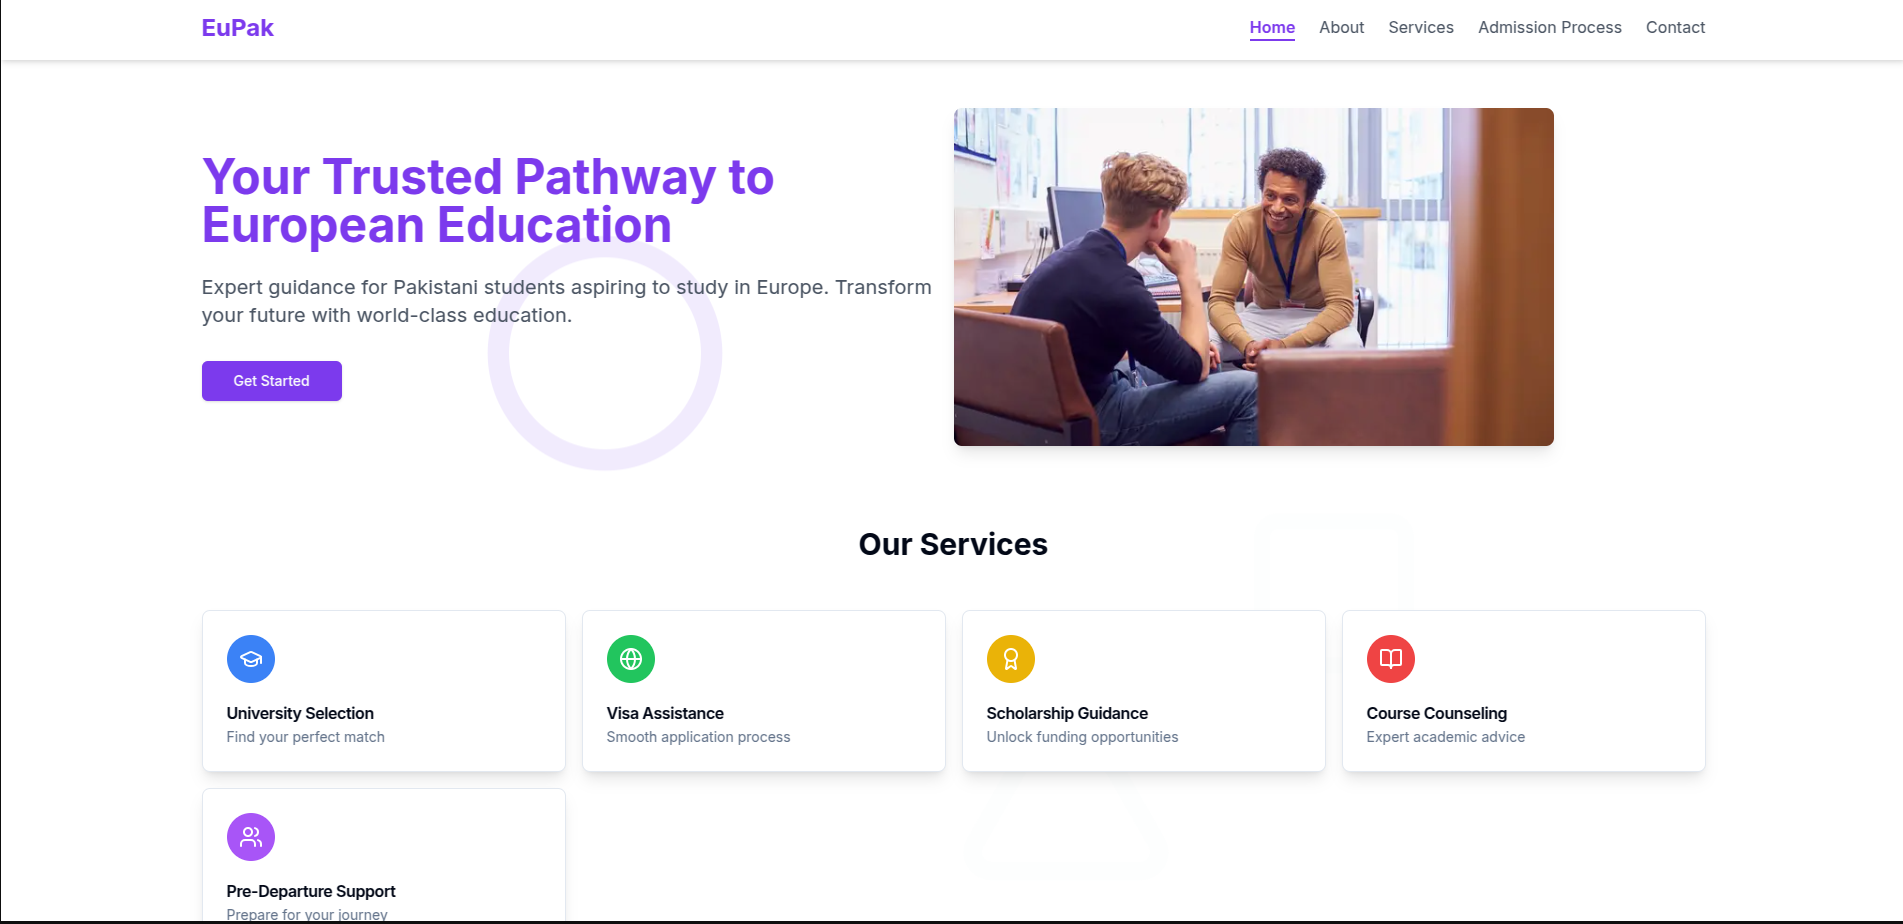 EuPak
Home
About
Services
Admission Process
Contact
Your Trusted Pathway to
European Education
Expert guidance for Pakistani students aspiring to study in Europe. Transform
your future with world-class education.
Get Started
Our Services
University Selection
Find your perfect match
Visa Assistance
Smooth application process
Scholarship Guidance
Unlock funding opportunities
Course Counseling
Expert academic advice
Pre-Departure Support
Prepare for your journey